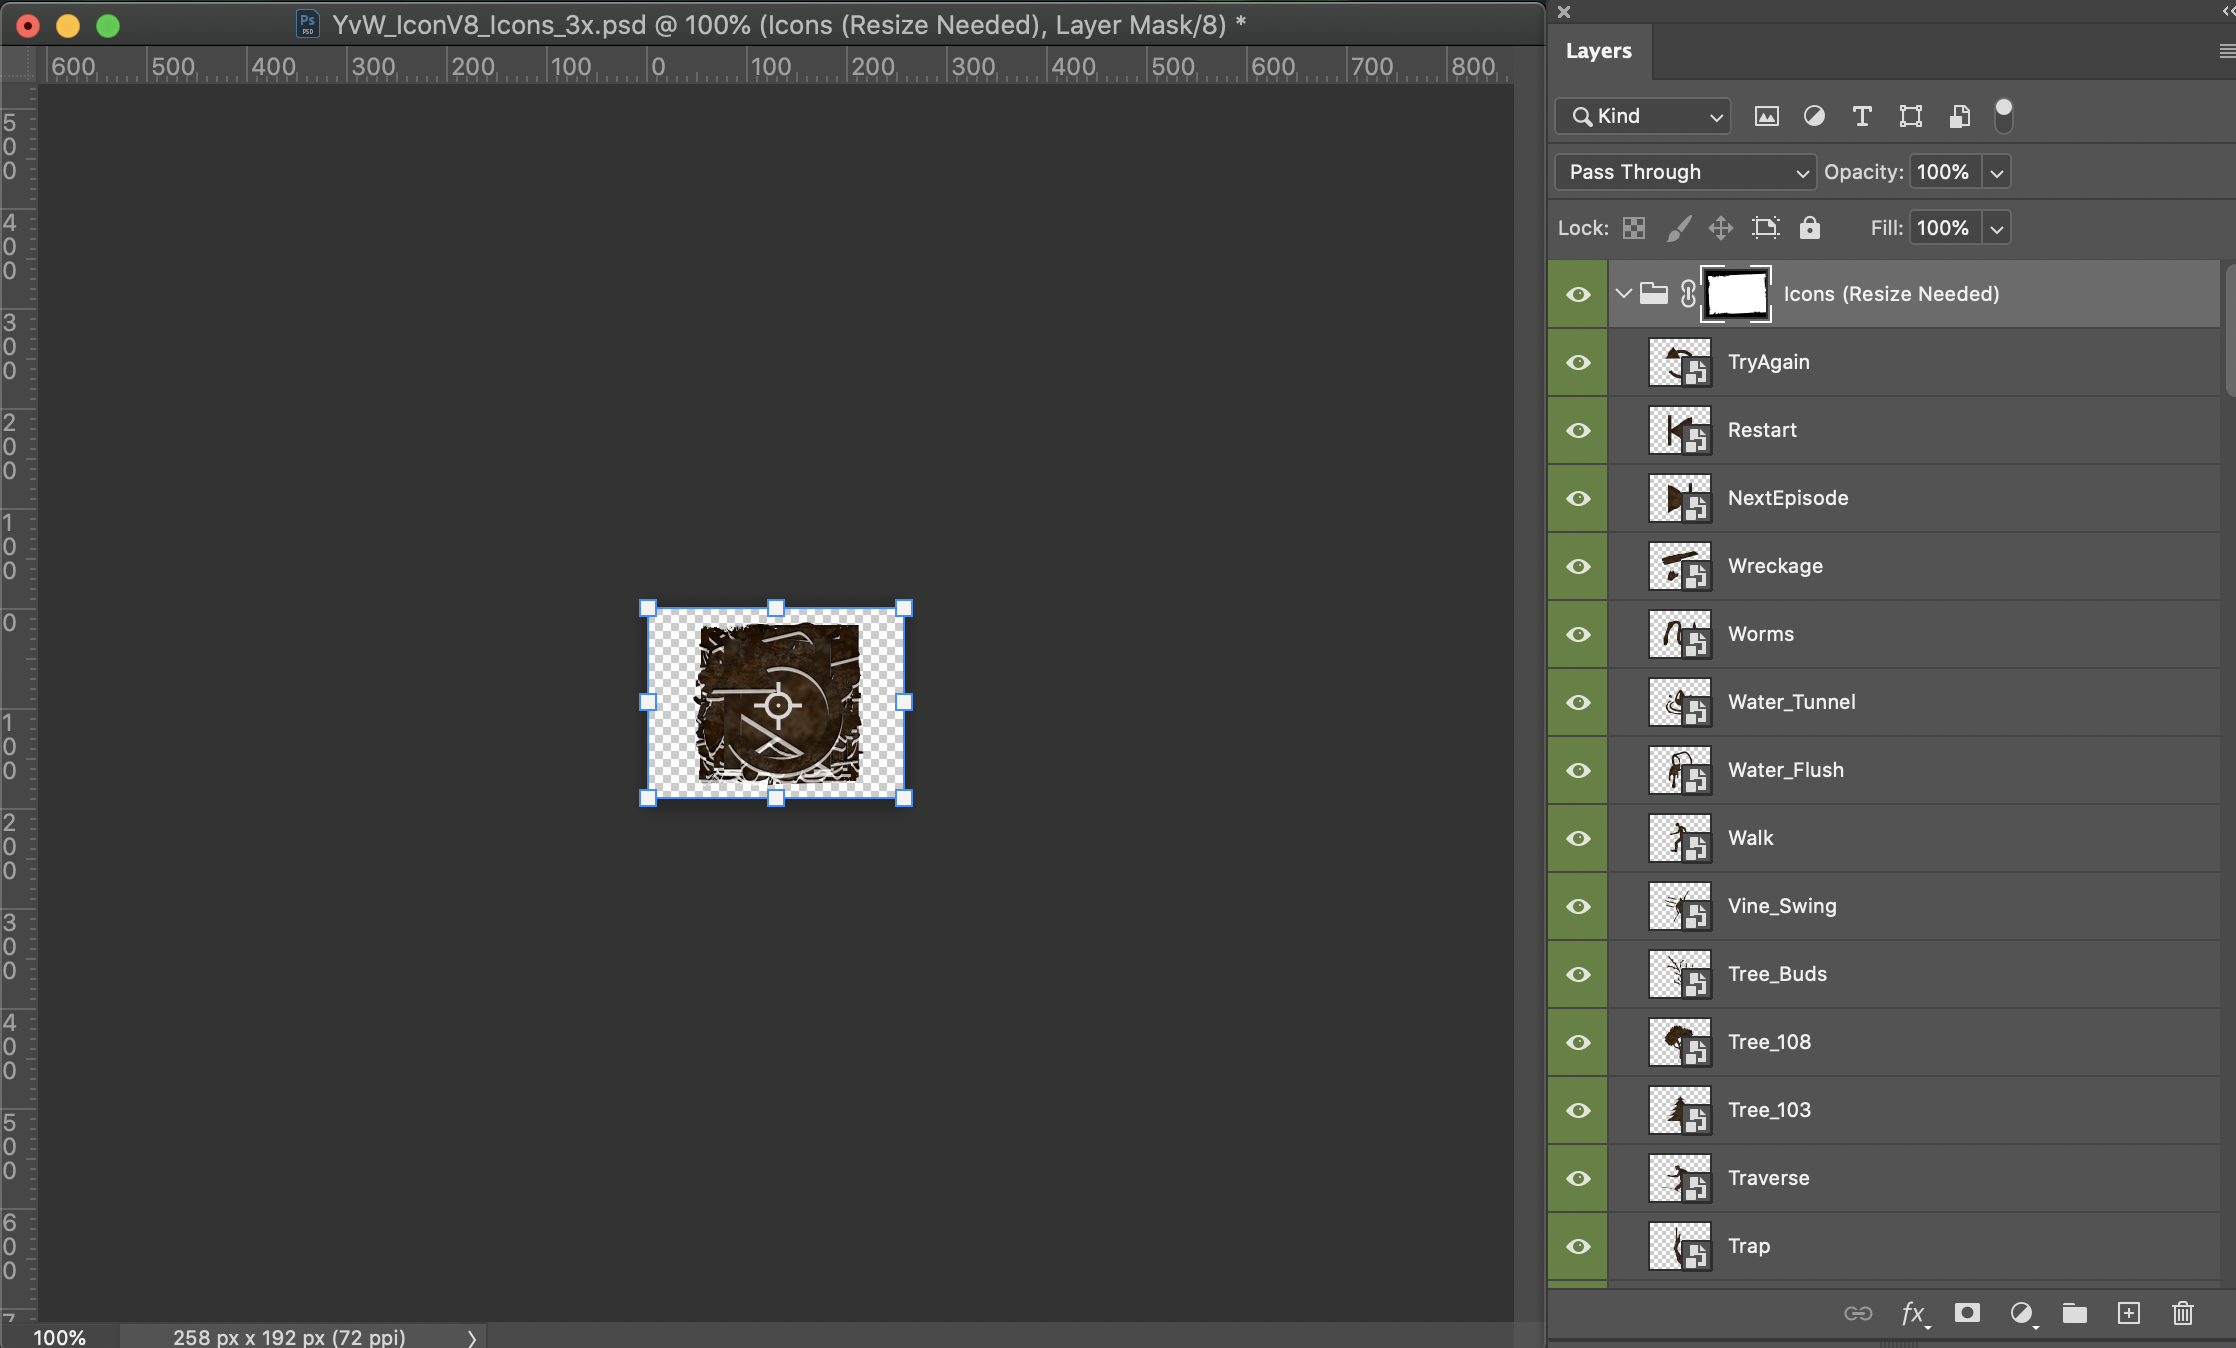 Ps
PSD
YvW_IconV8_Icons_3x.psd @ 100% (Icons (Resize Needed), Layer Mask/8) *
600 500 400 300 200 100 0 100 200 300 400 500 600 700 800
500
400
300
200
100
0
100
200
300
400
500
600
7
100%
258 px x 192 px (72 ppi)
Layers
Kind
Pass Through
Opacity: 100%
Lock:
Fill: 100%
Icons (Resize Needed)
TryAgain
Restart
NextEpisode
Wreckage
Worms
Water_Tunnel
Water_Flush
Walk
Vine_Swing
Tree_Buds
Tree_108
Tree_103
Traverse
Trap
fx